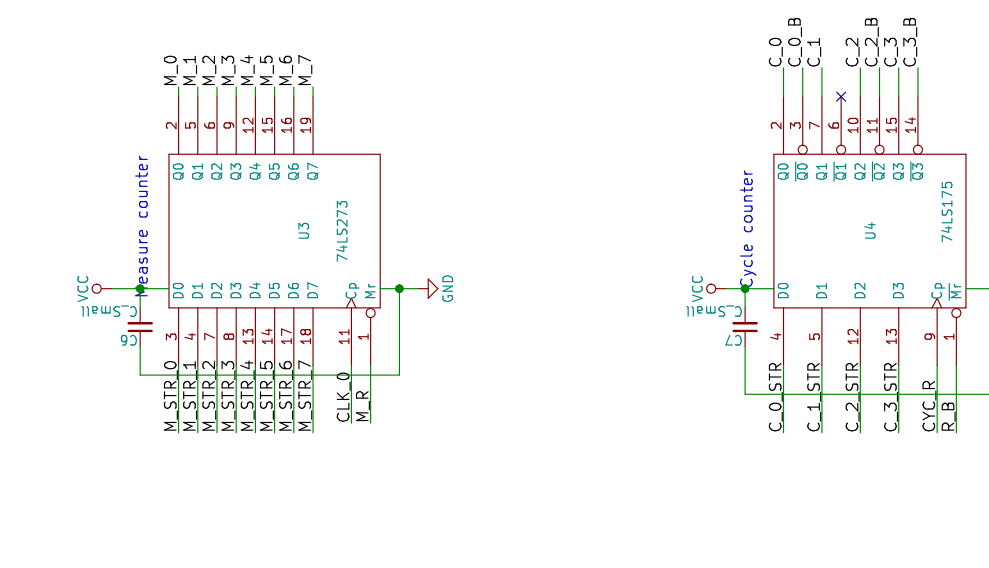 M_0
M_1
M_2
M_3
M_4
M_5
M_6
M_7
2
5
6
9
12
15
16
19
Q0
Q1
Q2
Q3
Q4
Q5
Q6
Q7
Measure counter
U3
74LS273
VCC
GND
D0
D1
D2
D3
D4
D5
D6
D7
Cp
Mr
C_Small
C6
3
4
7
8
13
14
17
18
11
1
M_STR_0
M_STR_1
M_STR_2
M_STR_3
M_STR_4
M_STR_5
M_STR_6
M_STR_7
CLK_0
M_R
C_0
C_0_B
C_1
C_2
C_2_B
C_3
C_3_B
2
3
7
6
10
11
15
14
Q0
Q0
Q1
Q1
Q2
Q2
Q3
Q3
Cycle counter
U4
74LS175
VCC
D0
D1
D2
D3
Cp
Mr
C_Small
C7
4
5
12
13
9
1
C_0_STR
C_1_STR
C_2_STR
C_3_STR
CYC_R
R_B